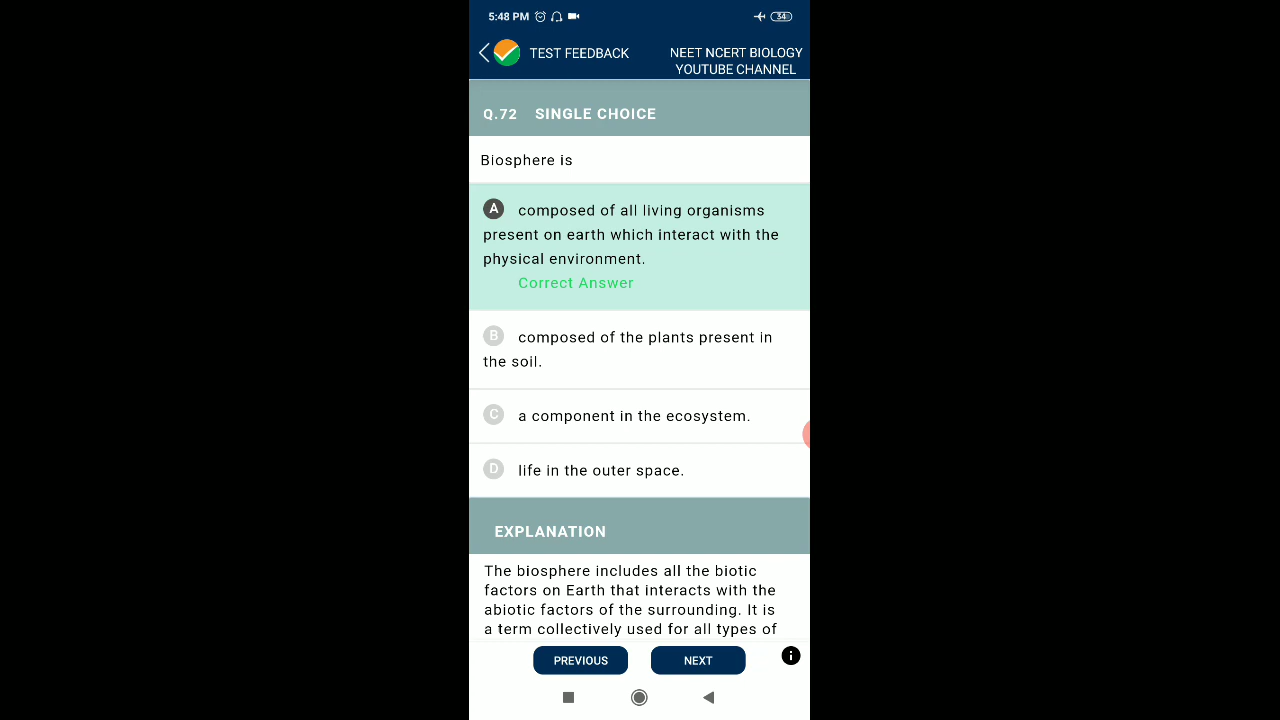 5:48 PM 34
TEST FEEDBACK
NEET NCERT BIOLOGY
YOUTUBE CHANNEL
Q.72 SINGLE CHOICE
Biosphere is
A composed of all living organisms
present on earth which interact with the
physical environment.
Correct Answer
B composed of the plants present in
the soil.
C a component in the ecosystem.
D life in the outer space.
EXPLANATION
The biosphere includes all the biotic
factors on Earth that interacts with the
abiotic factors of the surrounding. It is
a term collectively used for all types of
PREVIOUS NEXT